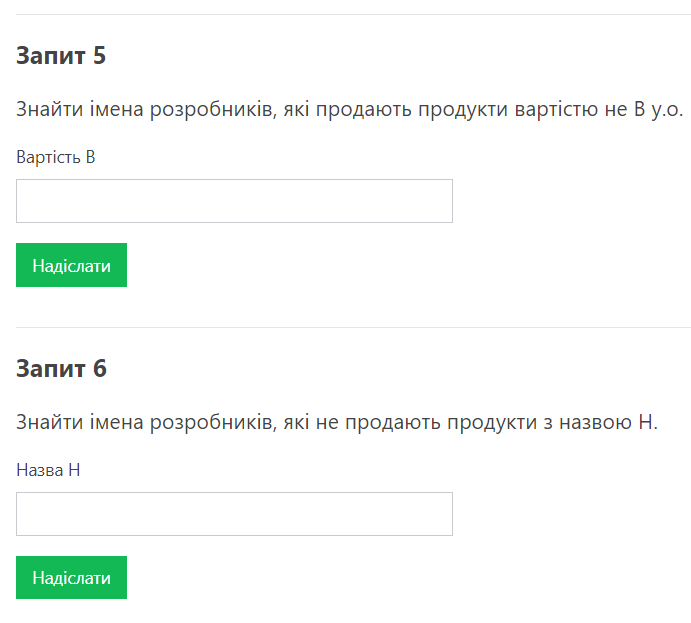 Запит 5
Знайти імена розробників, які продають продукти вартістю не В у.о.
Вартість В
Надіслати
Запит 6
Знайти імена розробників, які не продають продукти з назвою Н.
Назва Н
Надіслати